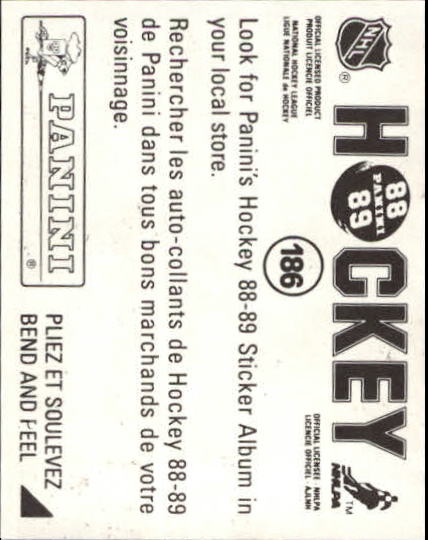 NHL
®
OFFICIAL LICENSED PRODUCT
PRODUIT LICENCIÉ OFFICIEL
NATIONAL HOCKEY LEAGUE
LIGUE NATIONALE de HOCKEY
HOCKEY
88
PANINI
89
OFFICIAL LICENSEE - NHLPA
LICENCIÉ OFFICIEL - AJLNH
NHLPA
TM
186
Look for Panini's Hockey 88-89 Sticker Album in
your local store.
Rechercher les auto-collants de Hockey 88-89
de Panini dans tous bons marchands de votre
voisinnage.
PANINI
®
PLIEZ ET SOULEVEZ
BEND AND PEEL